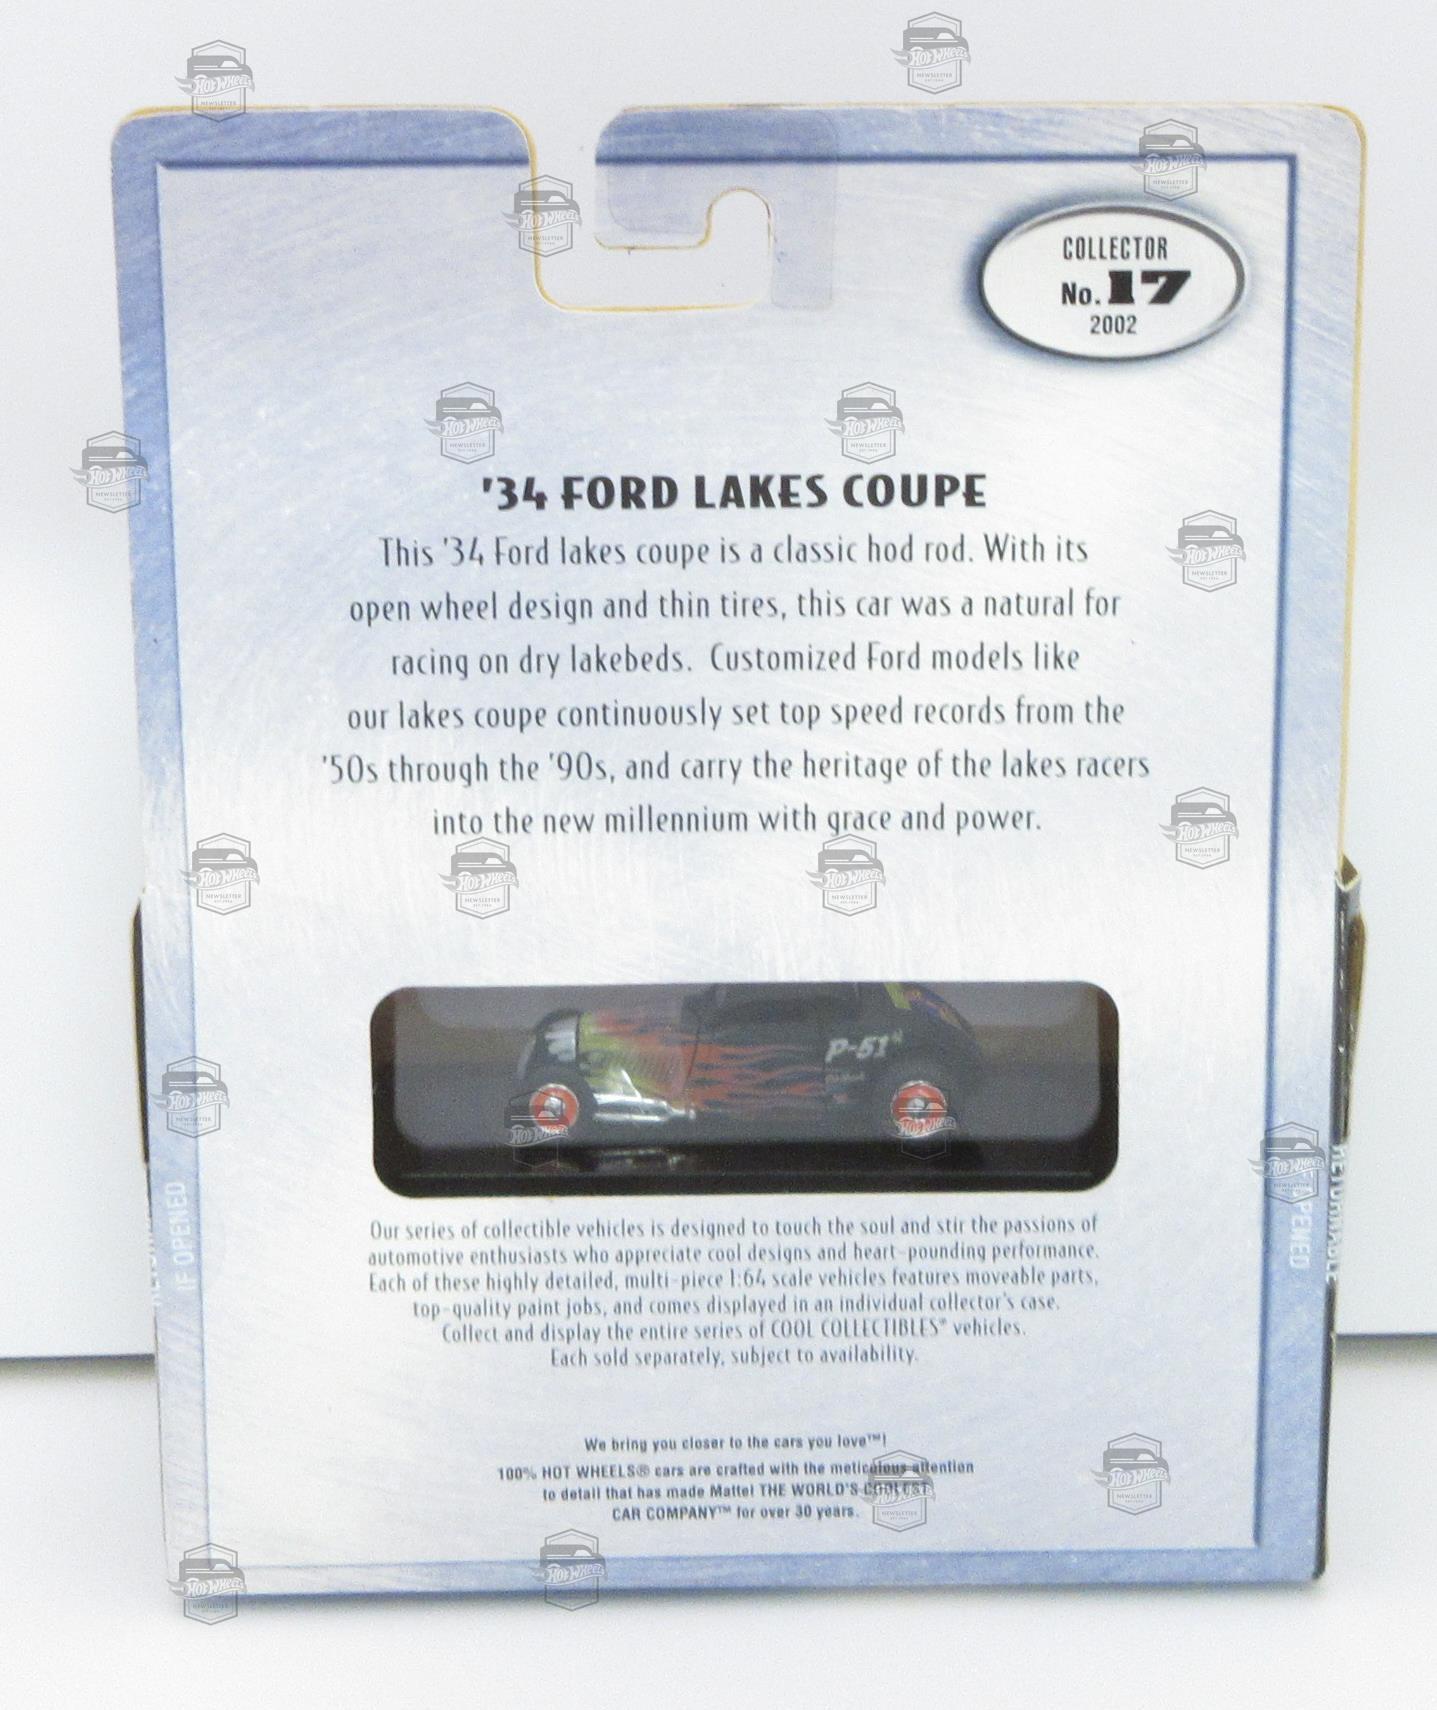 COLLECTOR
No. 17
2002
'34 FORD LAKES COUPE
This '34 Ford lakes coupe is a classic hod rod. With its
open wheel design and thin tires, this car was a natural for
racing on dry lakebeds. Customized Ford models like
our lakes coupe continuously set top speed records from the
'50s through the '90s, and carry the heritage of the lakes racers
into the new millennium with grace and power.
P-51
IF OPENED
RETURNABLE
OPENED
Our series of collectible vehicles is designed to touch the soul and stir the passions of
automotive enthusiasts who appreciate cool designs and heart-pounding performance.
Each of these highly detailed, multi-piece 1:64 scale vehicles features moveable parts,
top-quality paint jobs, and comes displayed in an individual collector's case.
Collect and display the entire series of COOL COLLECTIBLES® vehicles.
Each sold separately, subject to availability.
We bring you closer to the cars you love™!
100% HOT WHEELS® cars are crafted with the meticulous attention
to detail that has made Mattel THE WORLD'S COOLEST
CAR COMPANY™ for over 30 years.
HOT WHEELS
NEWSLETTER